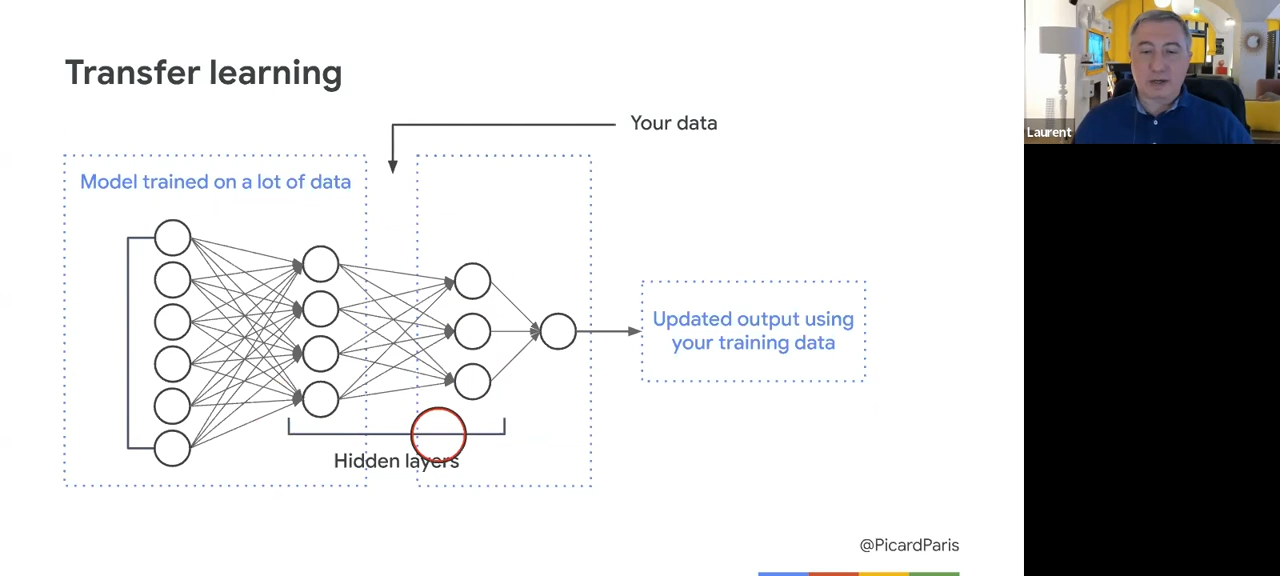 Transfer learning
Your data
Model trained on a lot of data
Updated output using
your training data
Hidden layers
@PicardParis
Laurent